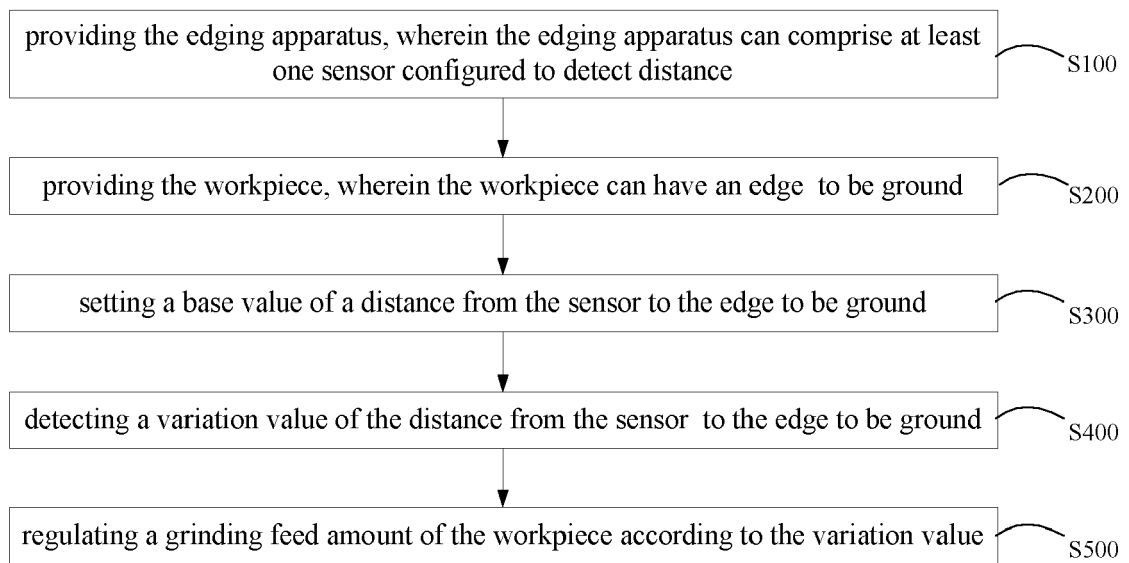 providing the edging apparatus, wherein the edging apparatus can comprise at least
one sensor configured to detect distance
S100
providing the workpiece, wherein the workpiece can have an edge to be ground
S200
setting a base value of a distance from the sensor to the edge to be ground
S300
detecting a variation value of the distance from the sensor to the edge to be ground
S400
regulating a grinding feed amount of the workpiece according to the variation value
S500